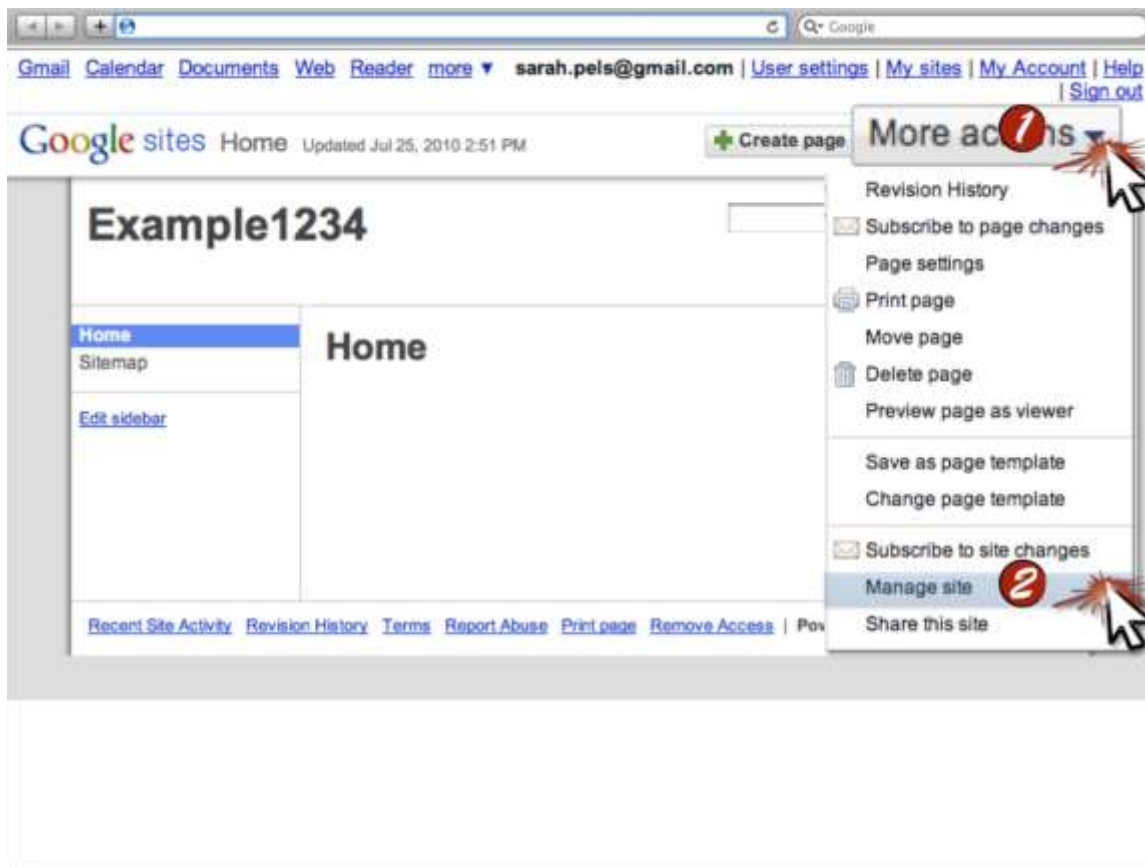 Google
Gmail Calendar Documents Web Reader more ▼ sarah.pels@gmail.com | User settings | My sites | My Account | Help
| Sign out
Google sites Home Updated Jul 25, 2010 2:51 PM Create page More ac 1 ns
Revision History
Example1234
Subscribe to page changes
Page settings
Print page
Home
Home
Move page
Sitemap
Delete page
Edit sidebar
Preview page as viewer
Save as page template
Change page template
Subscribe to site changes
Manage site 2
Recent Site Activity Revision History Terms Report Abuse Print page Remove Access | Pow
Share this site